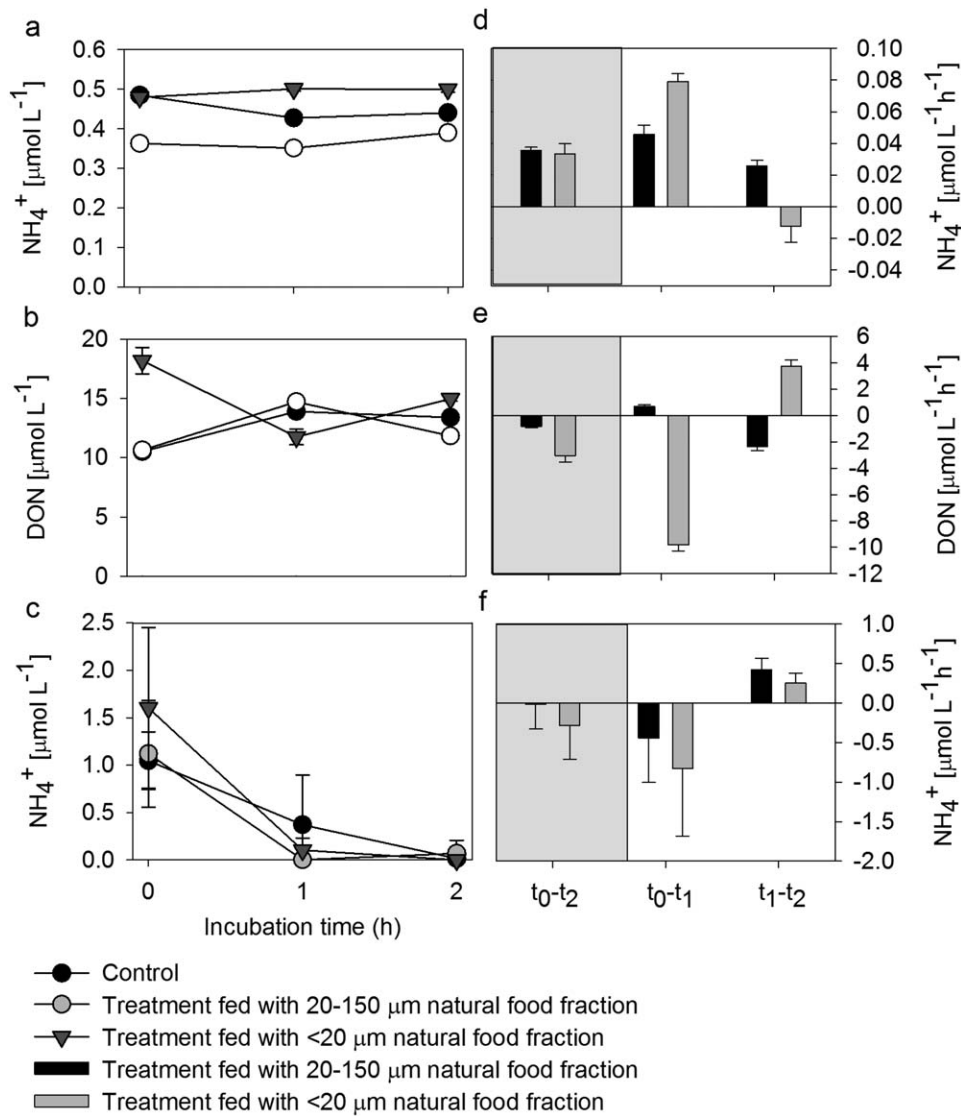 a
NH4+ [μmol L-1]
0.6
0.5
0.4
0.3
0.2
0.1
0.0
d
0.10
0.08
0.06
0.04
0.02
0.00
-0.02
-0.04
NH4+ [μmol L-1h-1]
b
DON [μmol L-1]
20
15
10
5
0
e
6
4
2
0
-2
-4
-6
-8
-10
-12
DON [μmol L-1h-1]
c
NH4+ [μmol L-1]
2.5
2.0
1.5
1.0
0.5
0.0
0 1 2
Incubation time (h)
f
1.0
0.5
0.0
-0.5
-1.0
-1.5
-2.0
NH4+ [μmol L-1h-1]
t0-t2 t0-t1 t1-t2
Control
Treatment fed with 20-150 μm natural food fraction
Treatment fed with <20 μm natural food fraction
Treatment fed with 20-150 μm natural food fraction
Treatment fed with <20 μm natural food fraction